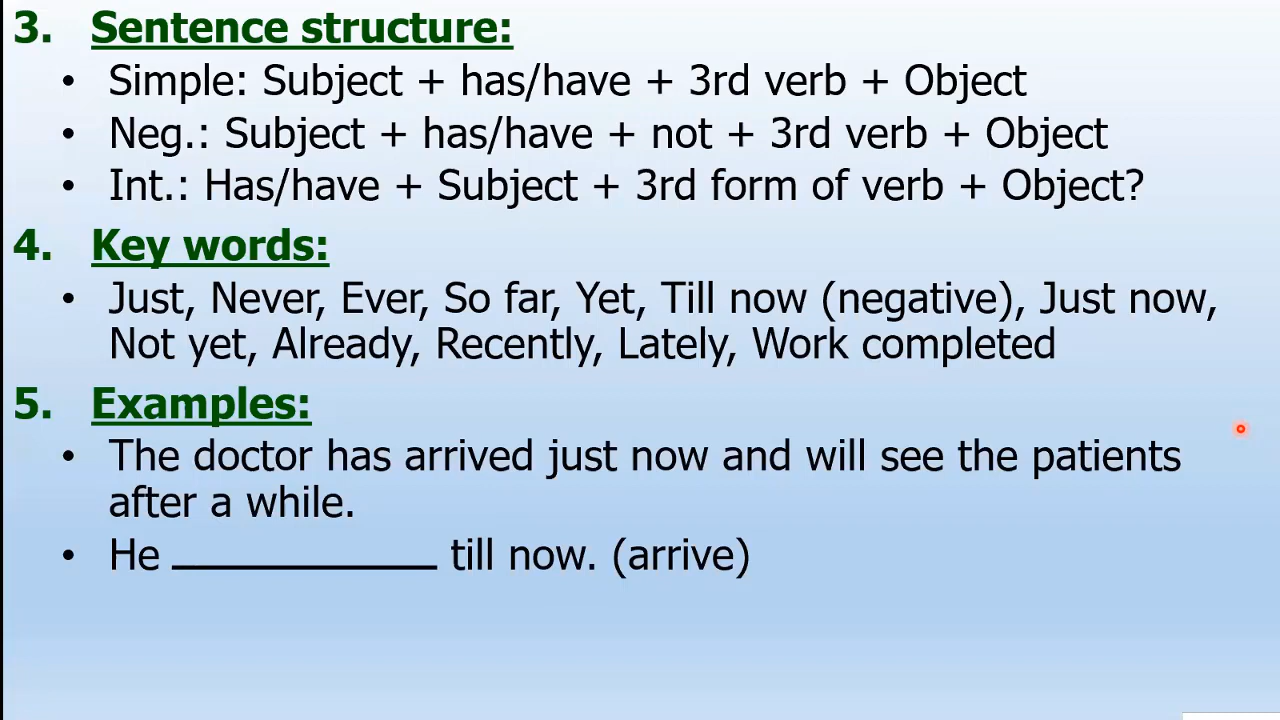 3. Sentence structure:
• Simple: Subject + has/have + 3rd verb + Object
• Neg.: Subject + has/have + not + 3rd verb + Object
• Int.: Has/have + Subject + 3rd form of verb + Object?
4. Key words:
• Just, Never, Ever, So far, Yet, Till now (negative), Just now,
Not yet, Already, Recently, Lately, Work completed
5. Examples:
• The doctor has arrived just now and will see the patients
after a while.
• He ____________ till now. (arrive)